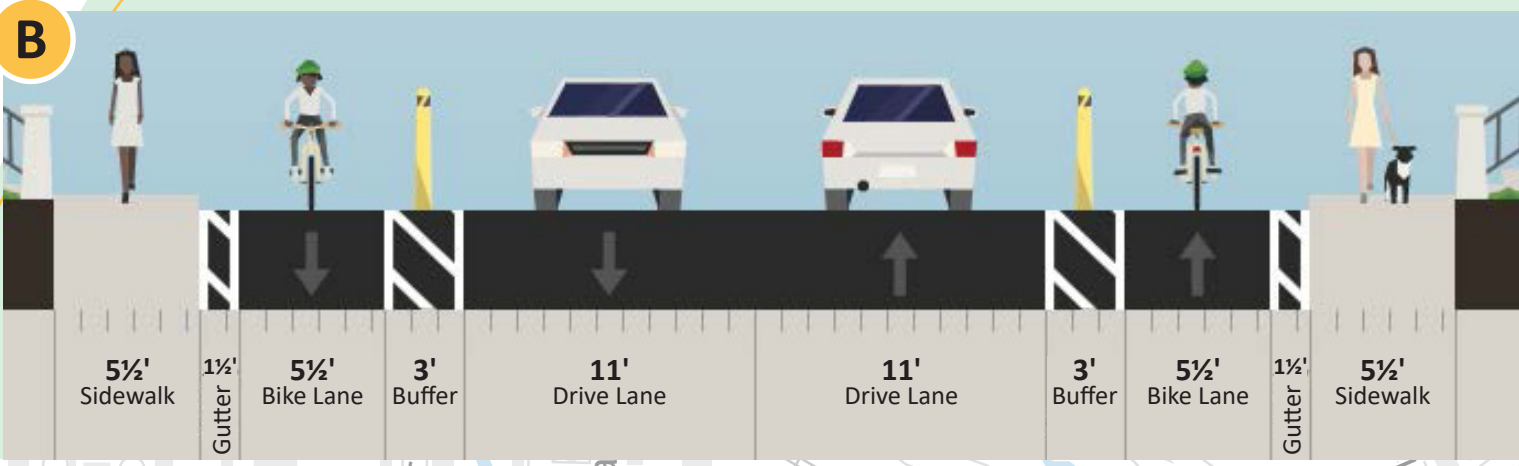 B
5½'
Sidewalk
1½'
Gutter
5½'
Bike Lane
3'
Buffer
11'
Drive Lane
11'
Drive Lane
3'
Buffer
5½'
Bike Lane
1½'
Gutter
5½'
Sidewalk